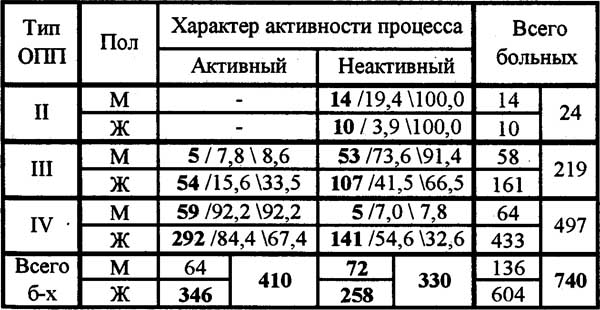 Тип ОПП Пол Характер активности процесса Всего больных
Активный Неактивный
II М - 14 /19,4 \100,0 14 24
Ж - 10 / 3,9 \100,0 10
III М 5 / 7,8 \ 8,6 53 /73,6 \91,4 58 219
Ж 54 /15,6 \33,5 107 /41,5 \66,5 161
IV М 59 /92,2 \92,2 5 /7,0 \ 7,8 64 497
Ж 292 /84,4 \67,4 141 /54,6 \32,6 433
Всего б-х М 64 410 72 330 136 740
Ж 346 258 604